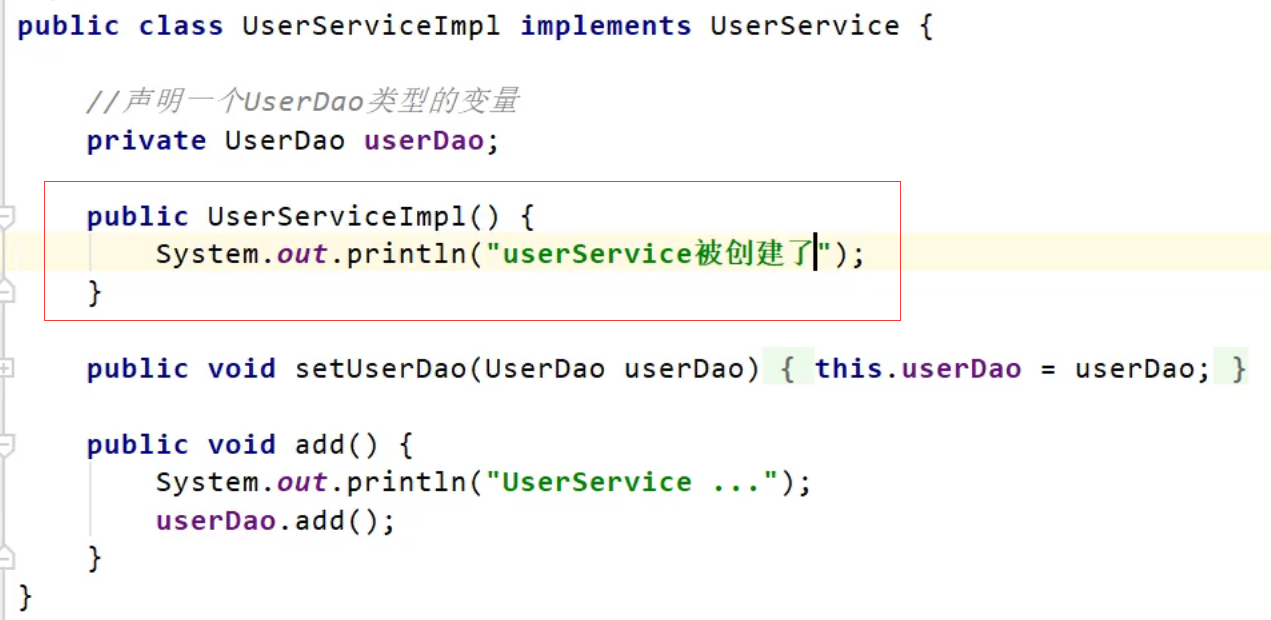 public class UserServiceImpl implements UserService {
//声明一个UserDao类型的变量
private UserDao userDao;
public UserServiceImpl() {
System.out.println("userService被创建了");
}
public void setUserDao(UserDao userDao) { this.userDao = userDao; }
public void add() {
System.out.println("UserService ...");
userDao.add();
}
}